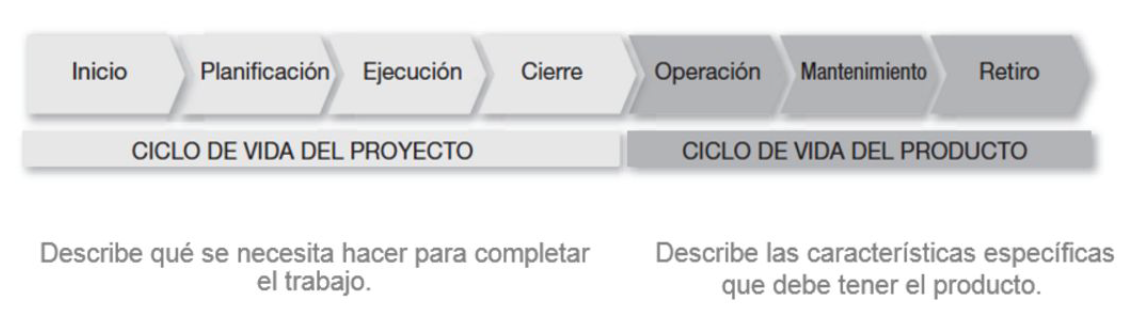 Inicio Planificación Ejecución Cierre Operación Mantenimiento Retiro
CICLO DE VIDA DEL PROYECTO CICLO DE VIDA DEL PRODUCTO
Describe qué se necesita hacer para completar
el trabajo.
Describe las características específicas
que debe tener el producto.